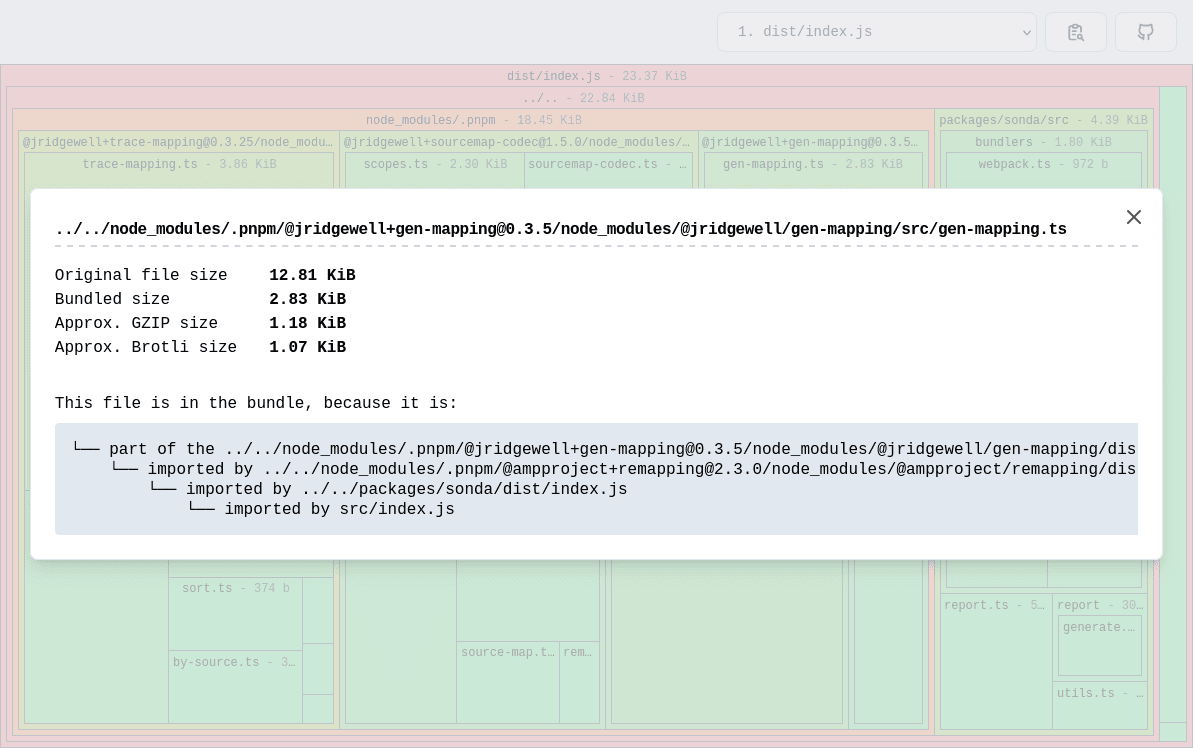 1. dist/index.js
dist/index.js - 23.37 KiB
../.. - 22.84 KiB
node_modules/.pnpm - 18.45 KiB
packages/sonda/src - 4.39 KiB
@jridgewell+trace-mapping@0.3.25/node_modu…
@jridgewell+sourcemap-codec@1.5.0/node_modules/…
@jridgewell+gen-mapping@0.3.5…
bundlers - 1.80 KiB
trace-mapping.ts - 3.86 KiB
scopes.ts - 2.30 KiB
sourcemap-codec.ts - …
gen-mapping.ts - 2.83 KiB
webpack.ts - 972 b
../../node_modules/.pnpm/@jridgewell+gen-mapping@0.3.5/node_modules/@jridgewell/gen-mapping/src/gen-mapping.ts
Original file size 12.81 KiB
Bundled size 2.83 KiB
Approx. GZIP size 1.18 KiB
Approx. Brotli size 1.07 KiB
This file is in the bundle, because it is:
└── part of the ../../node_modules/.pnpm/@jridgewell+gen-mapping@0.3.5/node_modules/@jridgewell/gen-mapping/dis
└── imported by ../../node_modules/.pnpm/@ampproject+remapping@2.3.0/node_modules/@ampproject/remapping/dis
└── imported by ../../packages/sonda/dist/index.js
└── imported by src/index.js
sort.ts - 374 b
report.ts - 5…
report - 30…
generate.…
source-map.t…
rem…
by-source.ts - 3…
utils.ts - …